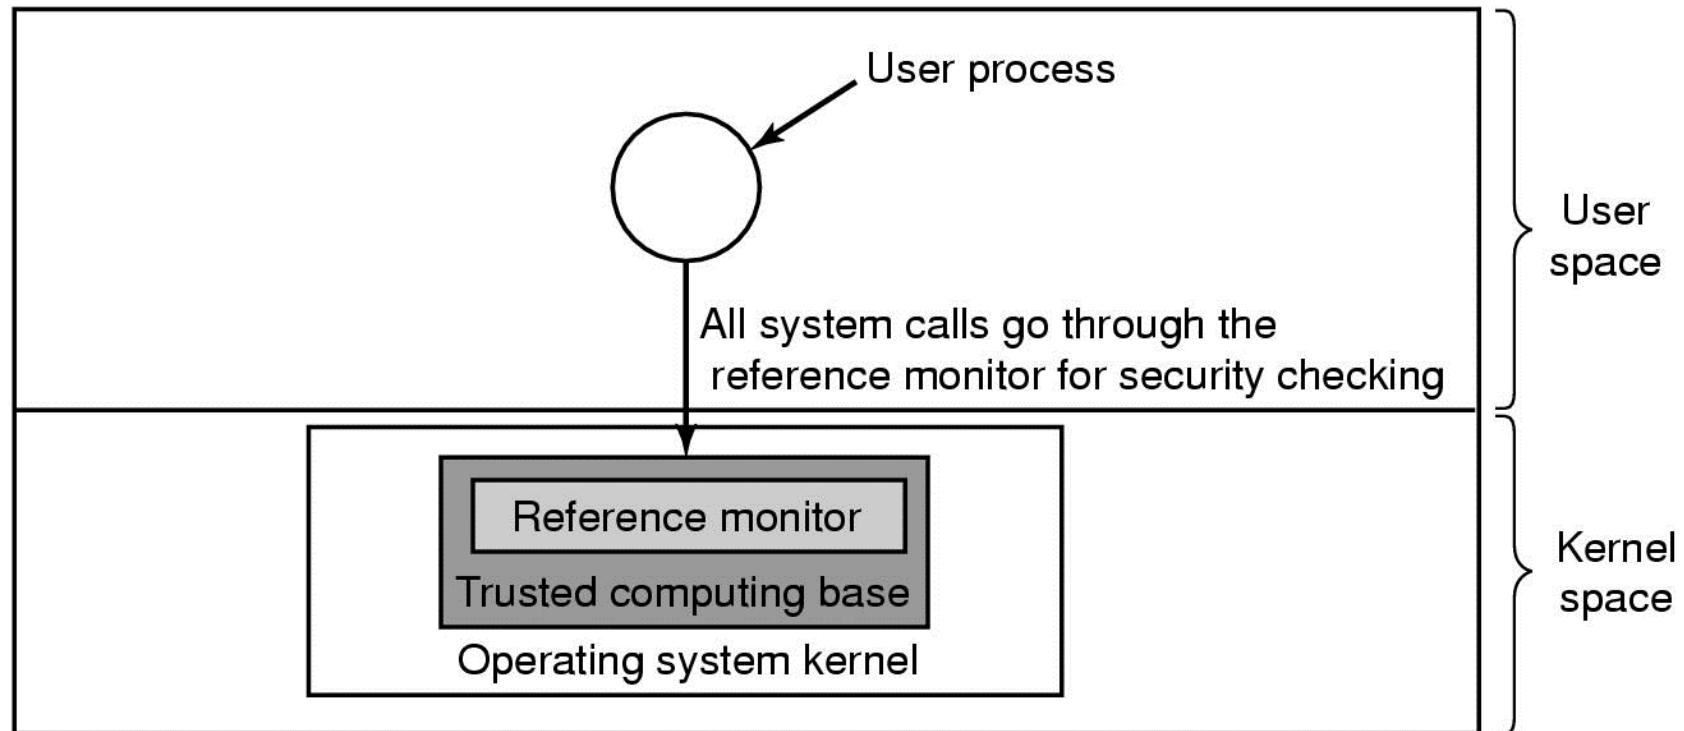 User process
User
space
All system calls go through the
reference monitor for security checking
Reference monitor
Trusted computing base
Operating system kernel
Kernel
space